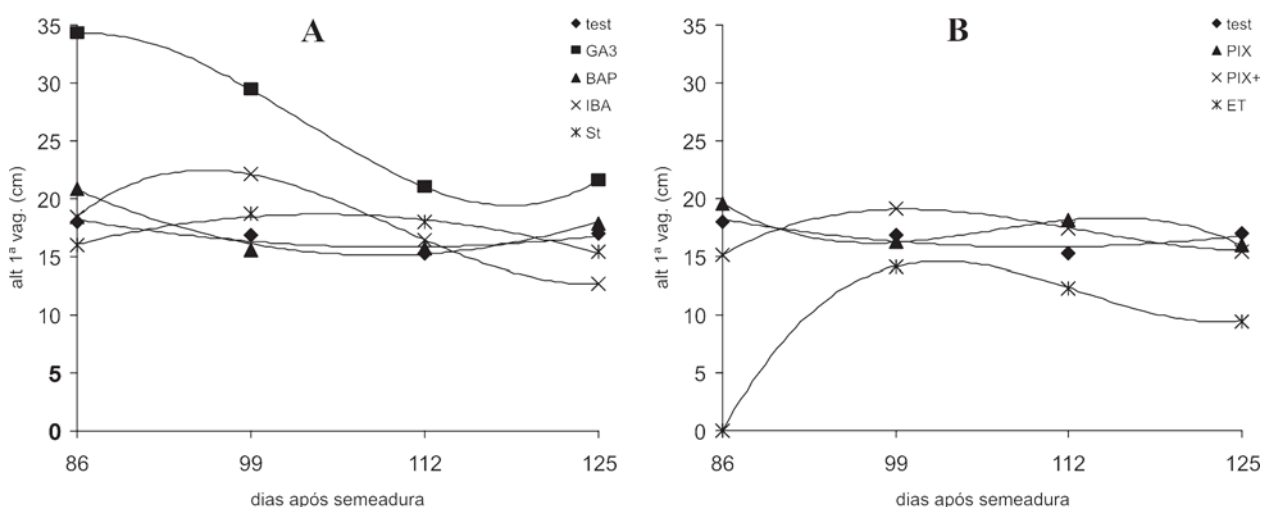 A
35
30
25
20
15
10
5
0
alt 1ª vag. (cm)
86
99
112
125
dias após semeadura
test
GA3
BAP
IBA
St
B
35
30
25
20
15
10
5
0
alt 1ª vag. (cm)
86
99
112
125
dias após semeadura
test
PIX
PIX+
ET